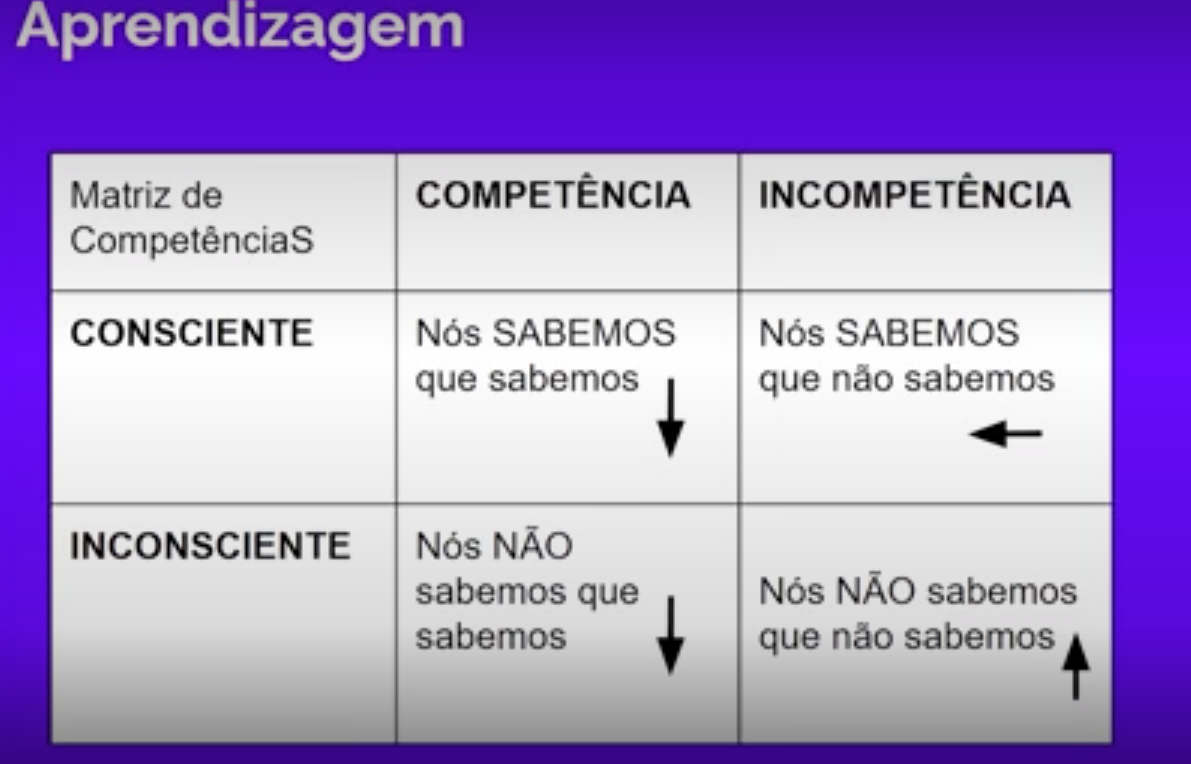 Aprendizagem
Matriz de
CompetênciaS
COMPETÊNCIA
INCOMPETÊNCIA
CONSCIENTE
Nós SABEMOS
que sabemos
Nós SABEMOS
que não sabemos
INCONSCIENTE
Nós NÃO
sabemos que
sabemos
Nós NÃO sabemos
que não sabemos